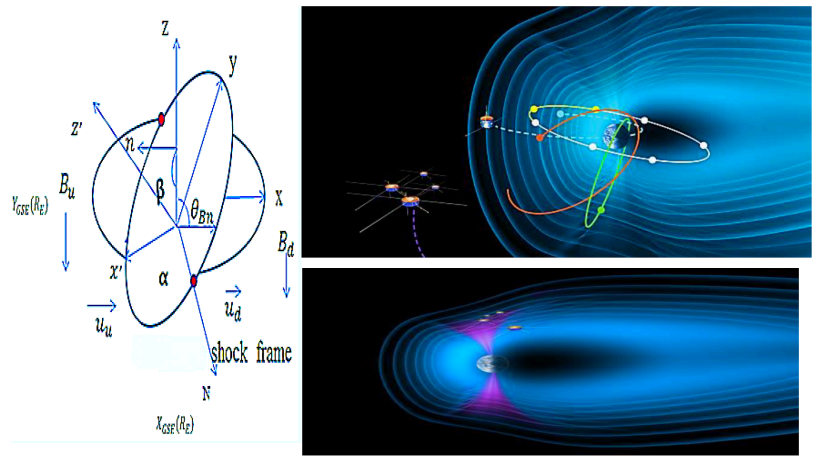 Z
y
z'
n
β
B_u
Y_GSE(R_E)
θ_Bn
x
B_d
x'
α
u_u
u_d
shock frame
N
X_GSE(R_E)